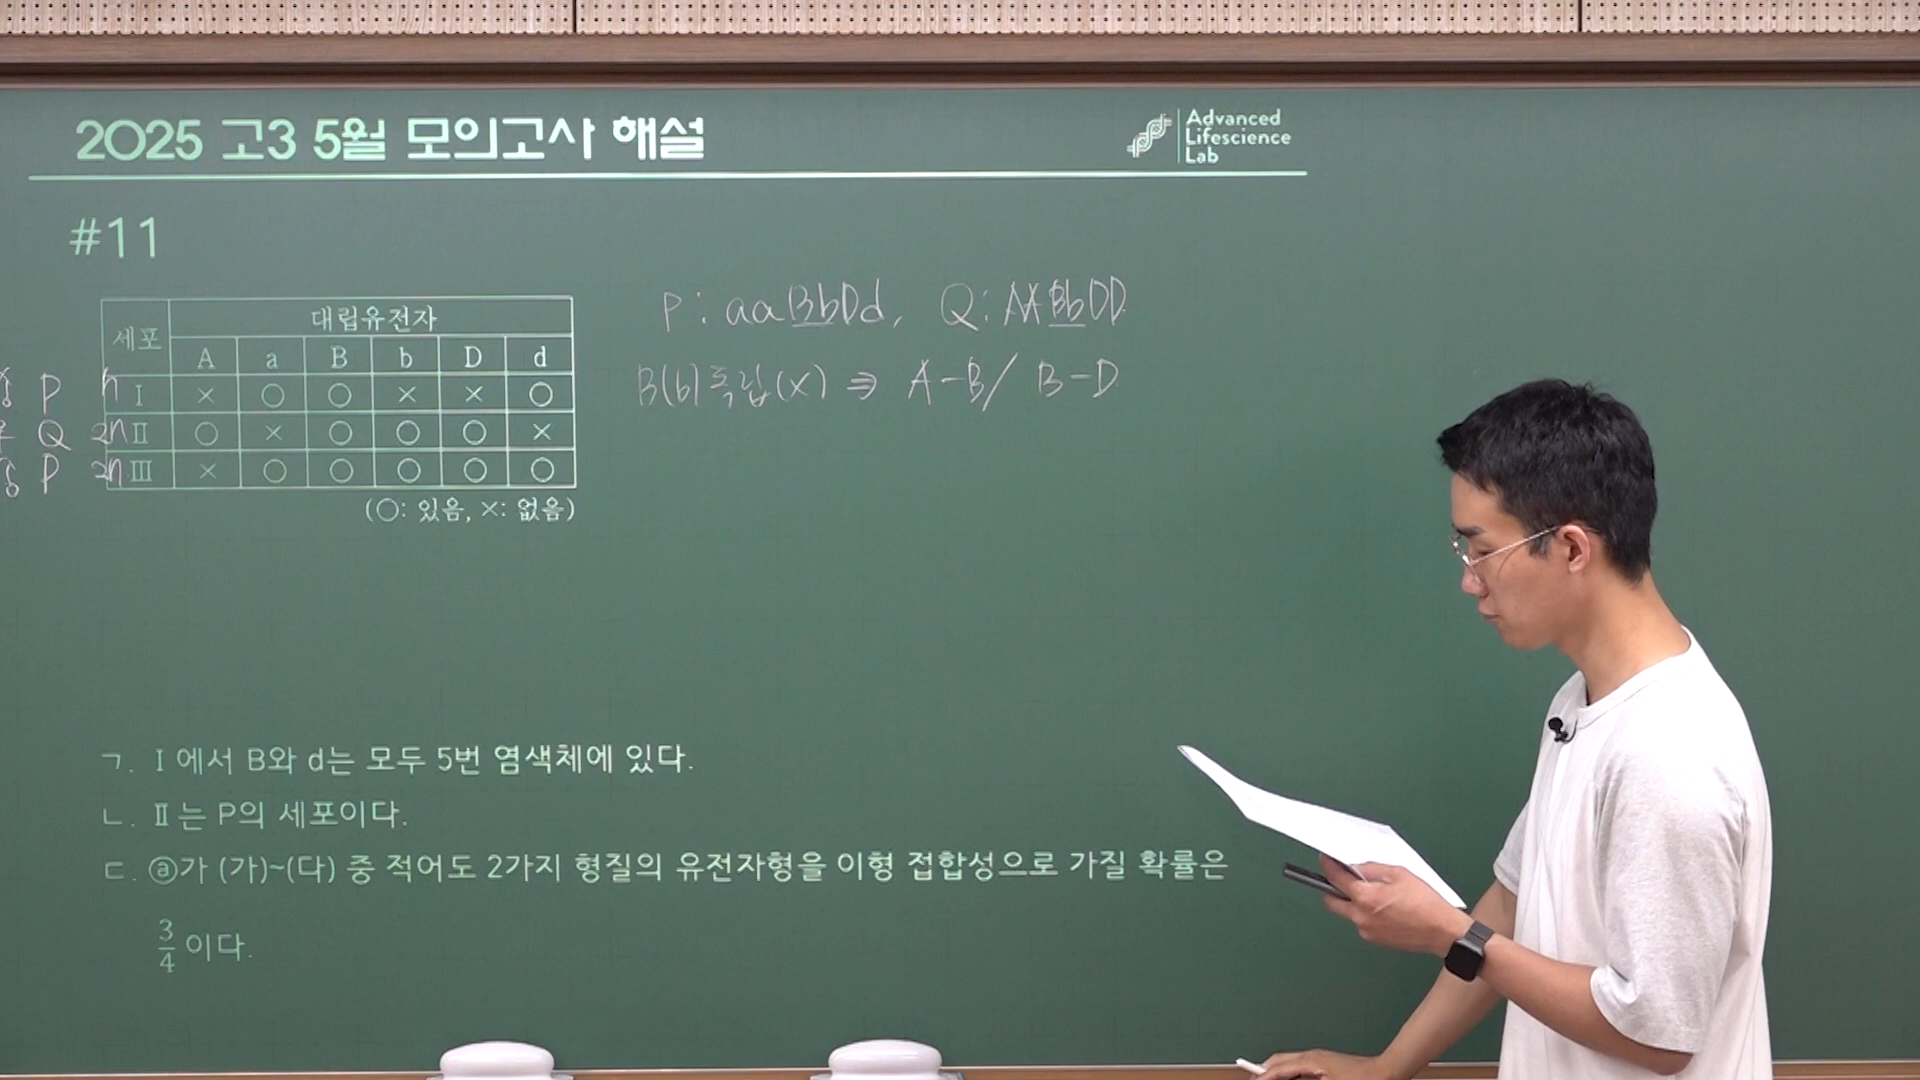 2025 고3 5월 모의고사 해설
Advanced
Lifescience
Lab
#11
P : aaBbDd, Q : AABbDD
B(b)독립(x) ⇒ A-B/ B-D
세포 대립유전자
A a B b D d
P n I × ○ ○ × × ○
Q 2n II ○ × ○ ○ ○ ×
P 2n III × ○ ○ ○ ○ ○
(○: 있음, ×: 없음)
ㄱ. I 에서 B와 d는 모두 5번 염색체에 있다.
ㄴ. II 는 P의 세포이다.
ㄷ. ⓐ가 (가)~(다) 중 적어도 2가지 형질의 유전자형을 이형 접합성으로 가질 확률은
3/4 이다.